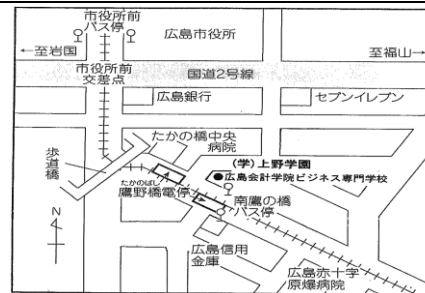 市役所前
バス停
広島市役所
←至岩国
至福山→
国道2号線
市役所前
交差点
広島銀行
セブンイレブン
たかの橋中央
病院
歩道橋
(学)上野学園
●広島会計学院ビジネス専門学校
たかのばし
鷹野橋電停
南鷹の橋
バス停
N
広島信用
金庫
広島赤十字
原爆病院